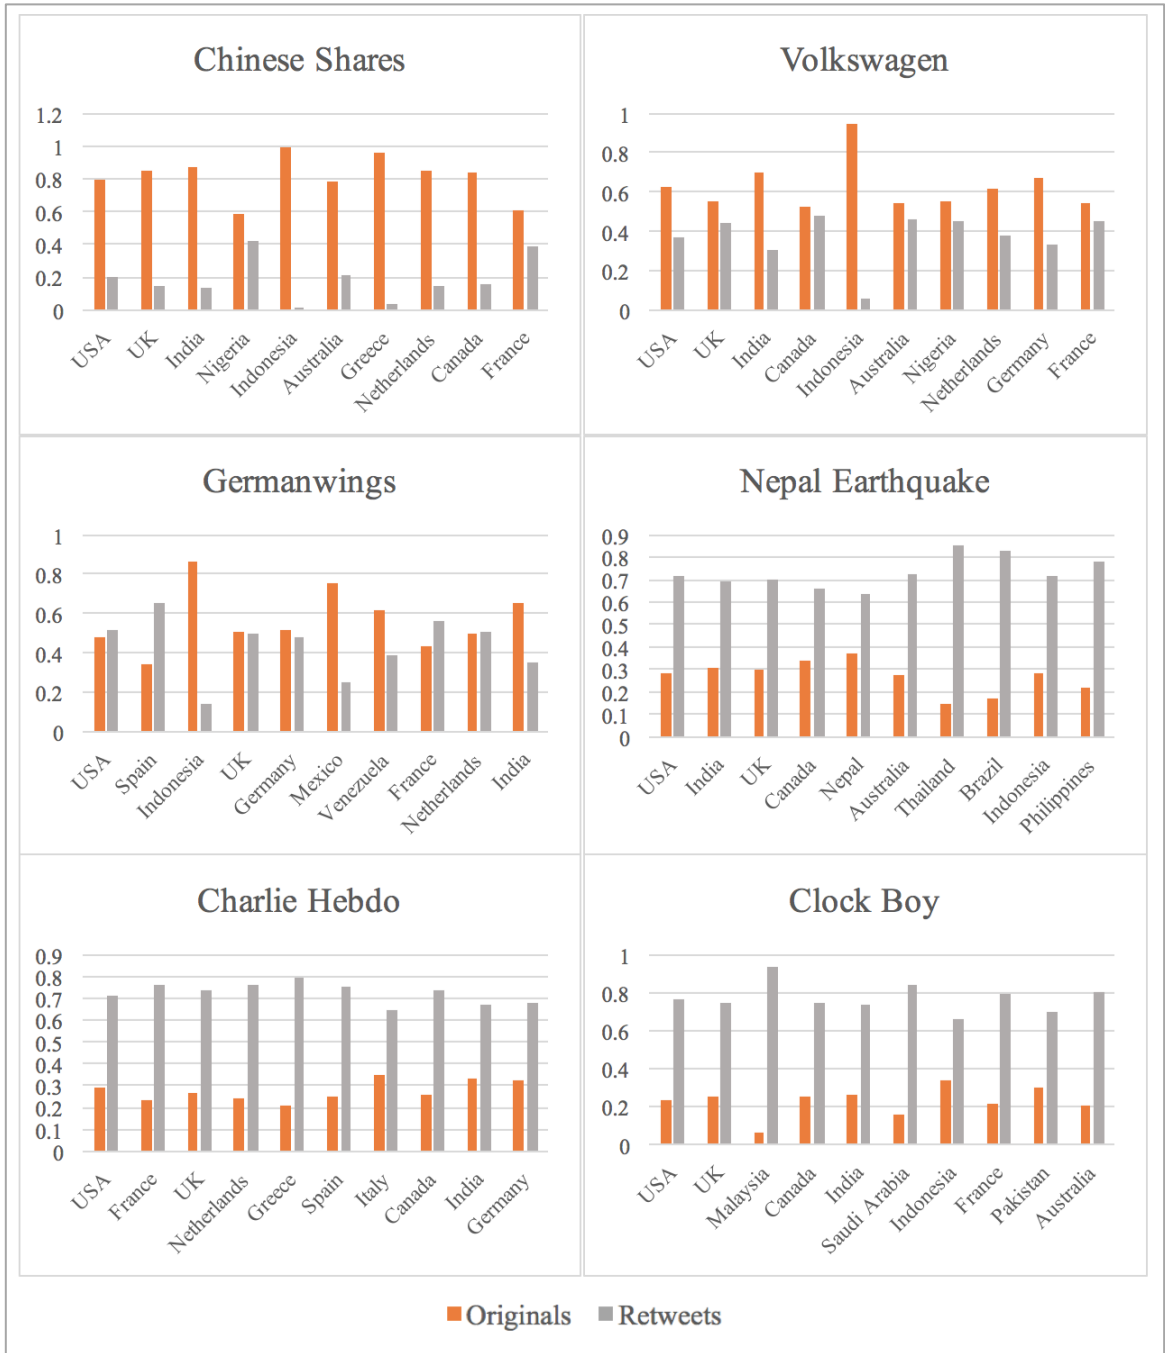 Chinese Shares
1.2
1
0.8
0.6
0.4
0.2
0
USA
UK
India
Nigeria
Indonesia
Australia
Greece
Netherlands
Canada
France
Volkswagen
1
0.8
0.6
0.4
0.2
0
USA
UK
India
Canada
Indonesia
Australia
Nigeria
Netherlands
Germany
France
Germanwings
1
0.8
0.6
0.4
0.2
0
USA
Spain
Indonesia
UK
Germany
Mexico
Venezuela
France
Netherlands
India
Nepal Earthquake
0.9
0.8
0.7
0.6
0.5
0.4
0.3
0.2
0.1
0
USA
India
UK
Canada
Nepal
Australia
Thailand
Brazil
Indonesia
Philippines
Charlie Hebdo
0.9
0.8
0.7
0.6
0.5
0.4
0.3
0.2
0.1
0
USA
France
UK
Netherlands
Greece
Spain
Italy
Canada
India
Germany
Clock Boy
1
0.8
0.6
0.4
0.2
0
USA
UK
Malaysia
Canada
India
Saudi Arabia
Indonesia
France
Pakistan
Australia
Originals
Retweets